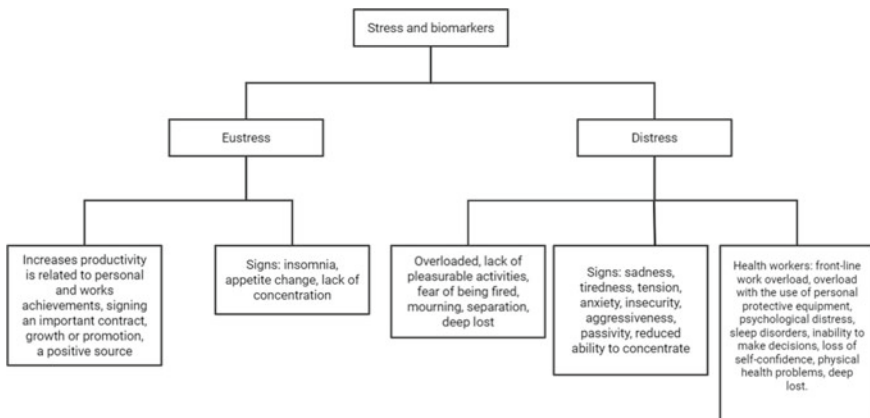 Stress and biomarkers
Eustress
Distress
Increases productivity
is related to personal
and works
achievements, signing
an important contract,
growth or promotion,
a positive source
Signs: insomnia,
appetite change, lack of
concentration
Overloaded, lack of
pleasurable activities,
fear of being fired,
mourning, separation,
deep lost
Signs: sadness,
tiredness, tension,
anxiety, insecurity,
aggressiveness,
passivity, reduced
ability to concentrate
Health workers: front-line
work overload, overload
with the use of personal
protective equipment,
psychological distress,
sleep disorders, inability to
make decisions, loss of
self-confidence, physical
health problems, deep
lost.